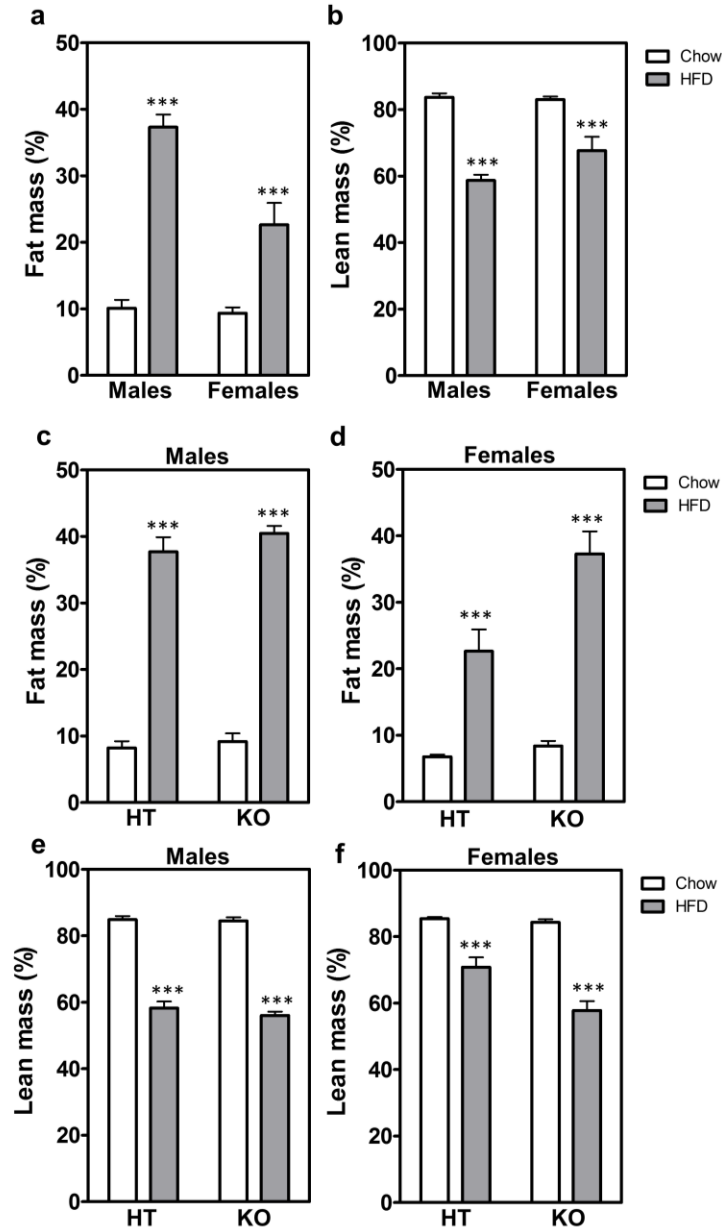 a
50
40
30
20
10
0
Fat mass (%)
***
***
Males Females
b
100
80
60
40
20
0
Lean mass (%)
***
***
Males Females
Chow
HFD
c
Males
50
40
30
20
10
0
Fat mass (%)
***
***
HT KO
d
Females
50
40
30
20
10
0
Fat mass (%)
***
***
HT KO
Chow
HFD
e
Males
100
80
60
40
20
0
Lean mass (%)
***
***
HT KO
f
Females
100
80
60
40
20
0
Lean mass (%)
***
***
HT KO
Chow
HFD